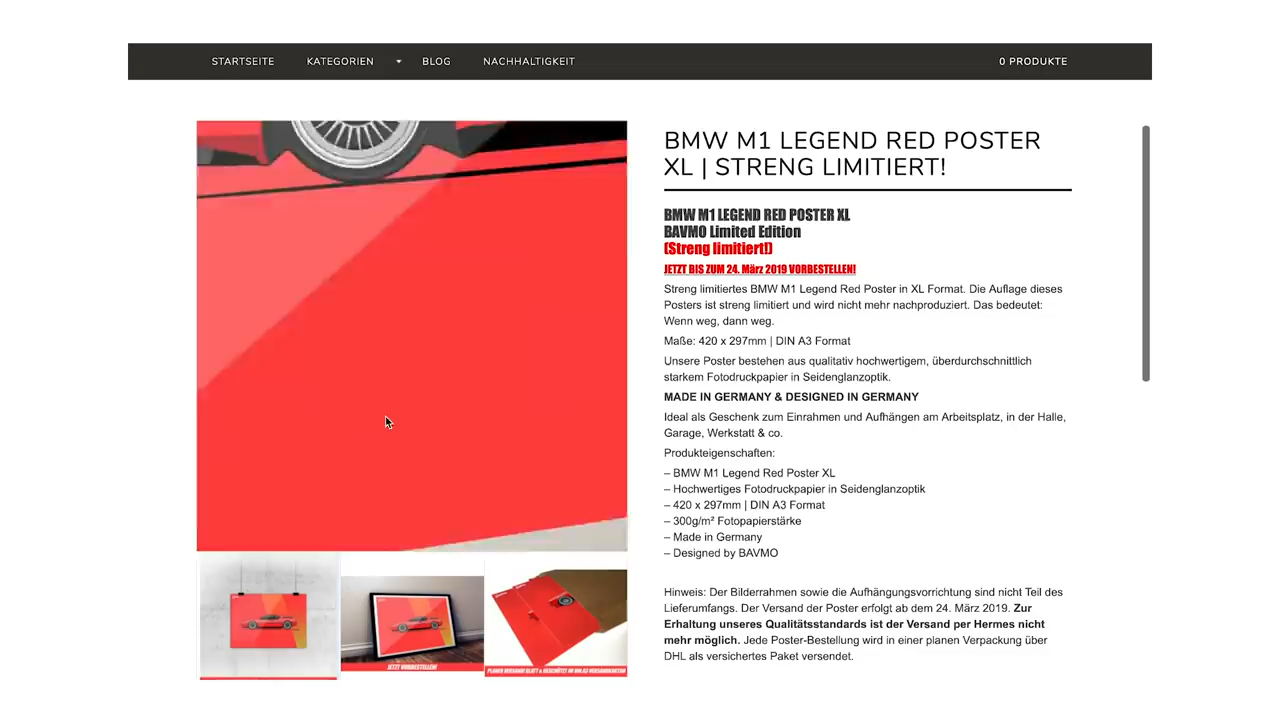 STARTSEITE KATEGORIEN BLOG NACHHALTIGKEIT 0 PRODUKTE
BMW M1 LEGEND RED POSTER
XL | STRENG LIMITIERT!
BMW M1 LEGEND RED POSTER XL
BAVMO Limited Edition
(Streng limitiert!)
JETZT BIS ZUM 24. März 2019 VORBESTELLEN!
Streng limitiertes BMW M1 Legend Red Poster in XL Format. Die Auflage dieses
Posters ist streng limitiert und wird nicht mehr nachproduziert. Das bedeutet:
Wenn weg, dann weg.
Maße: 420 x 297mm | DIN A3 Format
Unsere Poster bestehen aus qualitativ hochwertigem, überdurchschnittlich
starkem Fotodruckpapier in Seidenglanzoptik.
MADE IN GERMANY & DESIGNED IN GERMANY
Ideal als Geschenk zum Einrahmen und Aufhängen am Arbeitsplatz, in der Halle,
Garage, Werkstatt & co.
Produkteigenschaften:
– BMW M1 Legend Red Poster XL
– Hochwertiges Fotodruckpapier in Seidenglanzoptik
– 420 x 297mm | DIN A3 Format
– 300g/m² Fotopapierstärke
– Made in Germany
– Designed by BAVMO
Hinweis: Der Bilderrahmen sowie die Aufhängungsvorrichtung sind nicht Teil des
Lieferumfangs. Der Versand der Poster erfolgt ab dem 24. März 2019. Zur
Erhaltung unseres Qualitätsstandards ist der Versand per Hermes nicht
mehr möglich. Jede Poster-Bestellung wird in einer planen Verpackung über
DHL als versichertes Paket versendet.
JETZT VORBESTELLEN!
PLANER VERSAND! GLATT & GESCHÜTZT IM DIN A3 VERSANDKARTON